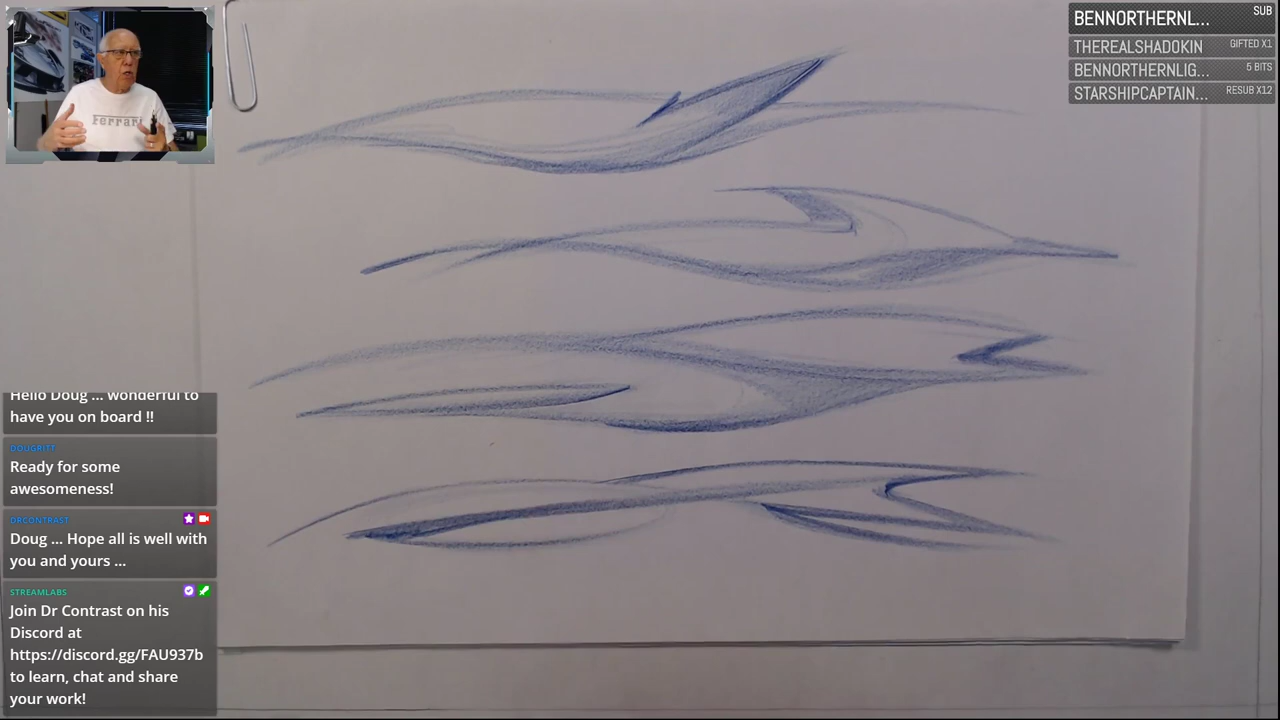 Ferrari
BENNORTHERNL... SUB
THEREALSHADOKIN GIFTED X1
BENNORTHERNLIG... 5 BITS
STARSHIPCAPTAIN... RESUB X12
Hello Doug ... wonderful to
have you on board !!
DOUGRITT
Ready for some
awesomeness!
DRCONTRAST
Doug ... Hope all is well with
you and yours ...
STREAMLABS
Join Dr Contrast on his
Discord at
https://discord.gg/FAU937b
to learn, chat and share
your work!